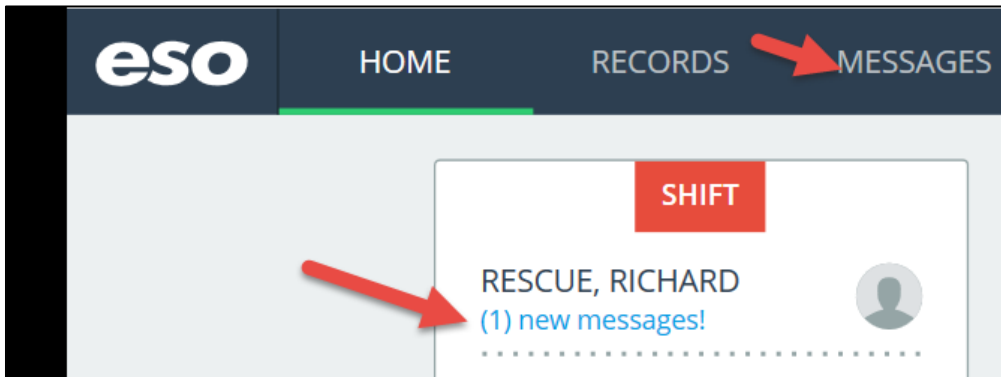 eso HOME RECORDS MESSAGES
SHIFT
RESCUE, RICHARD
(1) new messages!